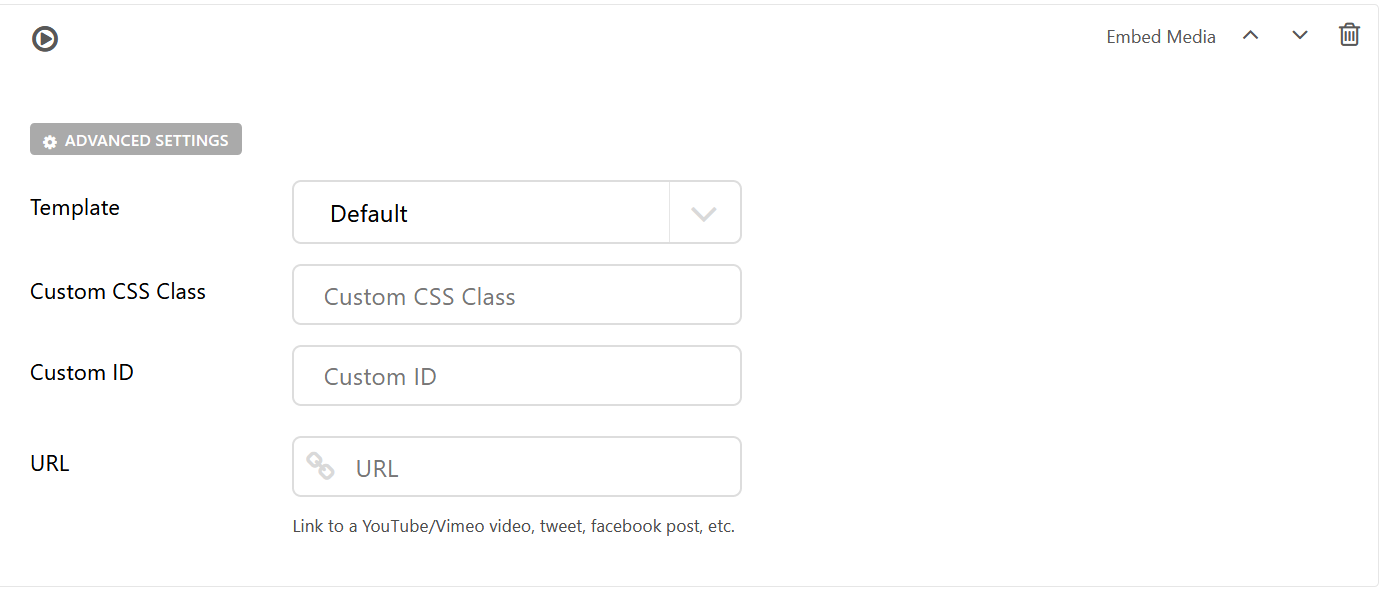 Embed Media
ADVANCED SETTINGS
Template
Default
Custom CSS Class
Custom CSS Class
Custom ID
Custom ID
URL
URL
Link to a YouTube/Vimeo video, tweet, facebook post, etc.